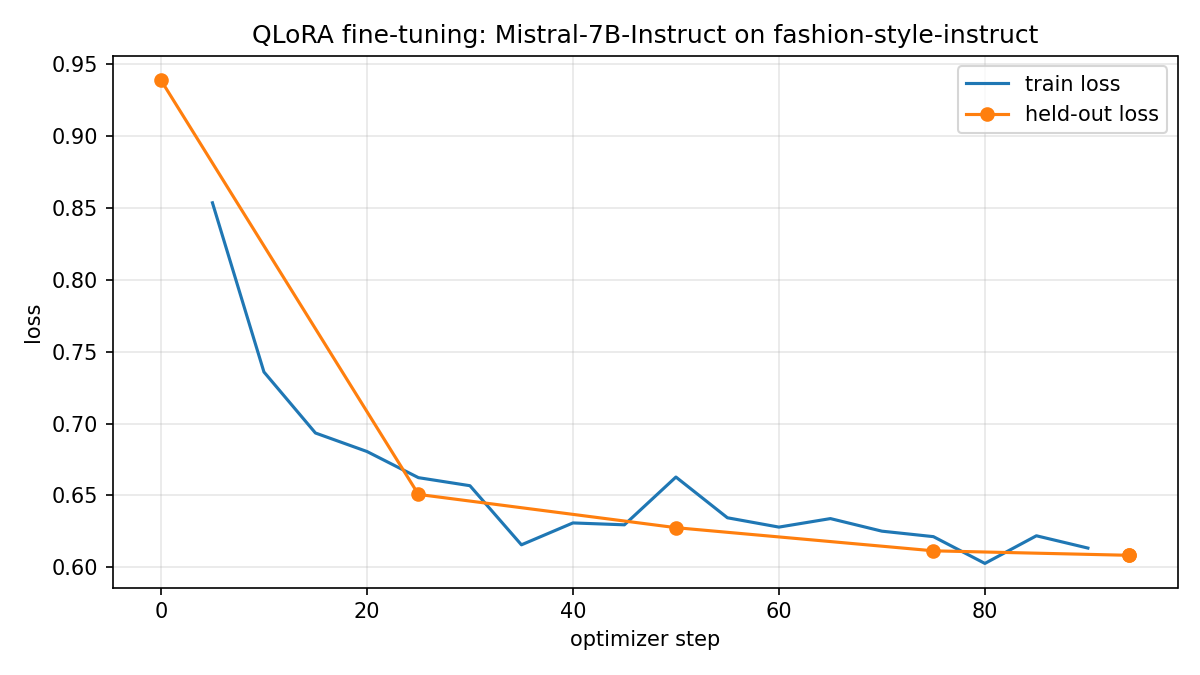 QLoRA fine-tuning: Mistral-7B-Instruct on fashion-style-instruct
train loss
held-out loss
0.95
0.90
0.85
0.80
0.75
0.70
0.65
0.60
loss
0 20 40 60 80
optimizer step